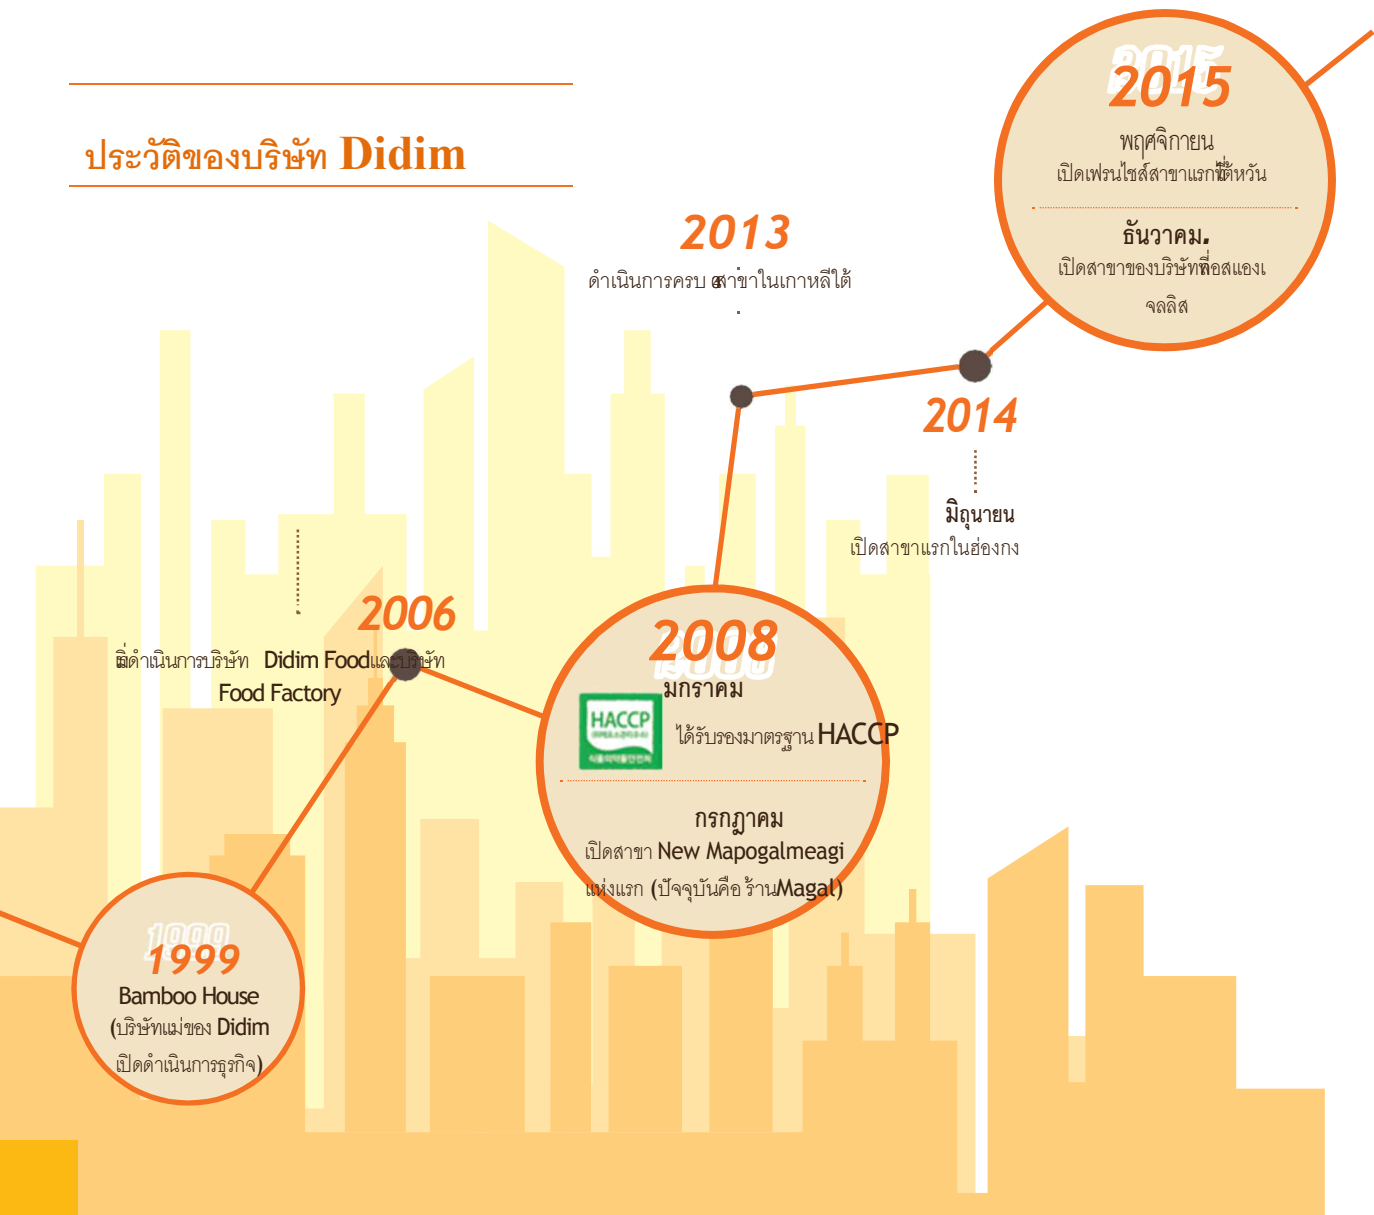 ประวัติของบริษัท Didim
2015
พฤศจิกายน
เปิดเฟรนไชส์สาขาแรกที่ไต้หวัน
ธันวาคม.
เปิดสาขาของบริษัทที่ลอสแองเ
จลลิส
2013
ดำเนินการครบ สาขาในเกาหลีใต้
2014
มิถุนายน
เปิดสาขาแรกในฮ่องกง
2006
ดำเนินการบริษัท Didim Foodและบริษัท
Food Factory
2008
มกราคม
HACCP
ได้รับรองมาตรฐาน HACCP
กรกฎาคม
เปิดสาขา New Mapogalmeagi
แห่งแรก (ปัจจุบันคือ ร้านMagal)
1999
Bamboo House
(บริษัทแม่ของ Didim
เปิดดำเนินการธุรกิจ)